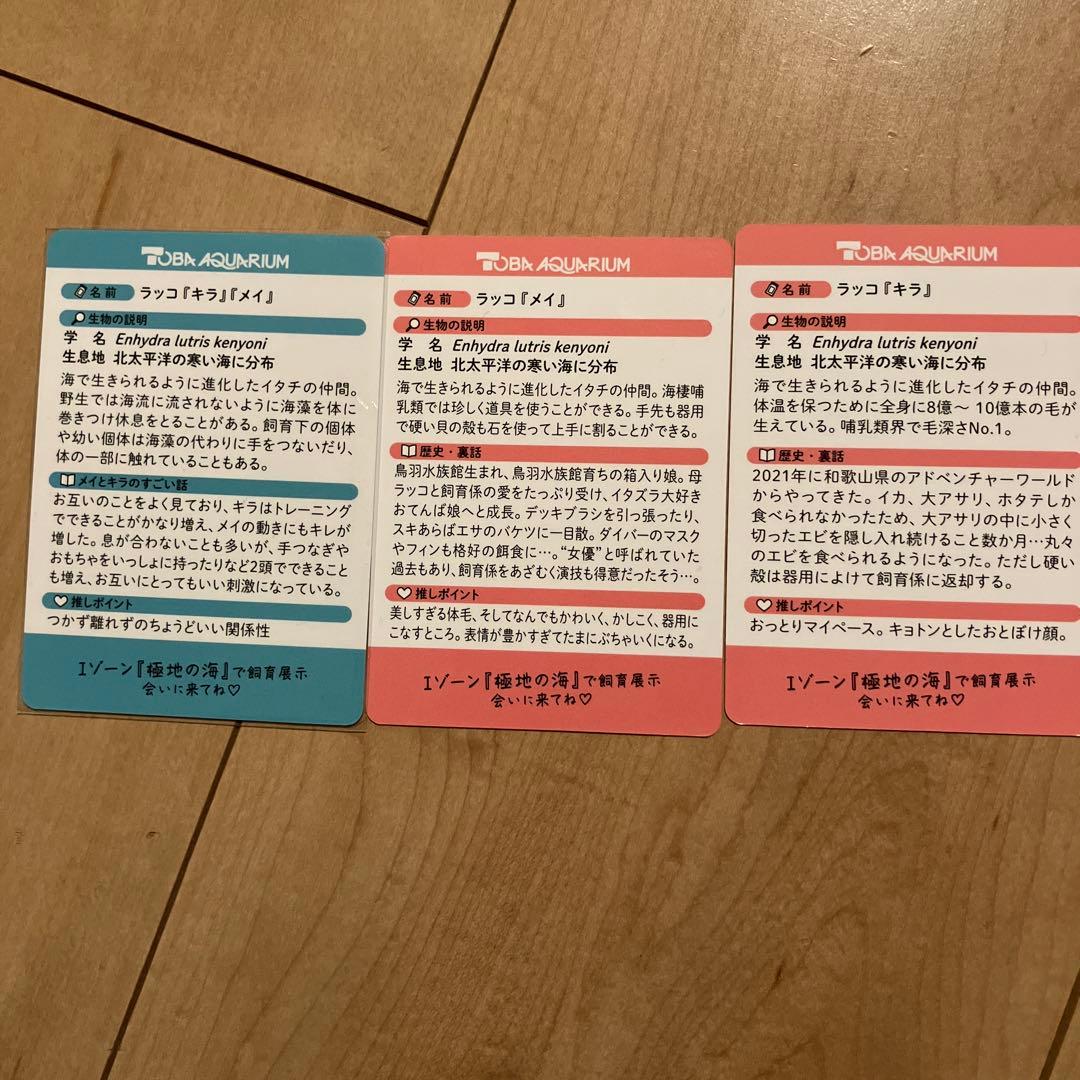 TOBA AQUARIUM
名前 ラッコ『キラ』『メイ』
生物の説明
学 名 Enhydra lutris kenyoni
生息地 北太平洋の寒い海に分布
海で生きられるように進化したイタチの仲間。
野生では海流に流されないように海藻を体に
巻きつけ休息をとることがある。飼育下の個体
や幼い個体は海藻の代わりに手をつないだり、
体の一部に触れていることもある。
メイとキラのすごい話
お互いのことをよく見ており、キラはトレーニング
でできることがかなり増え、メイの動きにもキレが
増した。息が合わないことも多いが、手つなぎや
おもちゃをいっしょに持ったりなど2頭でできること
も増え、お互いにとってもいい刺激になっている。
推しポイント
つかず離れずのちょうどいい関係性
Iゾーン『極地の海』で飼育展示
会いに来てね♡
TOBA AQUARIUM
名前 ラッコ『メイ』
生物の説明
学 名 Enhydra lutris kenyoni
生息地 北太平洋の寒い海に分布
海で生きられるように進化したイタチの仲間。海棲哺
乳類では珍しく道具を使うことができる。手先も器用
で硬い貝の殻も石を使って上手に割ることができる。
歴史・裏話
鳥羽水族館生まれ、鳥羽水族館育ちの箱入り娘。母
ラッコと飼育係の愛をたっぷり受け、イタズラ大好き
おてんば娘へと成長。デッキブラシを引っ張ったり、
スキあらばエサのバケツに一目散。ダイバーのマスク
やフィンも格好の餌食に…。“女優”と呼ばれていた
過去もあり、飼育係をあざむく演技も得意だったそう…。
推しポイント
美しすぎる体毛、そしてなんでもかわいく、かしこく、器用に
こなすところ。表情が豊かすぎてたまにぶちゃいくになる。
Iゾーン『極地の海』で飼育展示
会いに来てね♡
TOBA AQUARIUM
名前 ラッコ『キラ』
生物の説明
学 名 Enhydra lutris kenyoni
生息地 北太平洋の寒い海に分布
海で生きられるように進化したイタチの仲間。
体温を保つために全身に8億～10億本の毛が
生えている。哺乳類界で毛深さNo.1。
歴史・裏話
2021年に和歌山県のアドベンチャーワールド
からやってきた。イカ、大アサリ、ホタテしか
食べられなかったため、大アサリの中に小さく
切ったエビを隠し入れ続けること数か月…丸々
のエビを食べられるようになった。ただし硬い
殻は器用によけて飼育係に返却する。
推しポイント
おっとりマイペース。キョトンとしたおとぼけ顔。
Iゾーン『極地の海』で飼育展示
会いに来てね♡